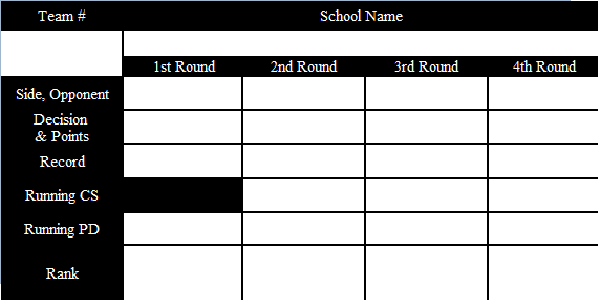 Team # School Name
1st Round 2nd Round 3rd Round 4th Round
Side, Opponent
Decision
& Points
Record
Running CS
Running PD
Rank